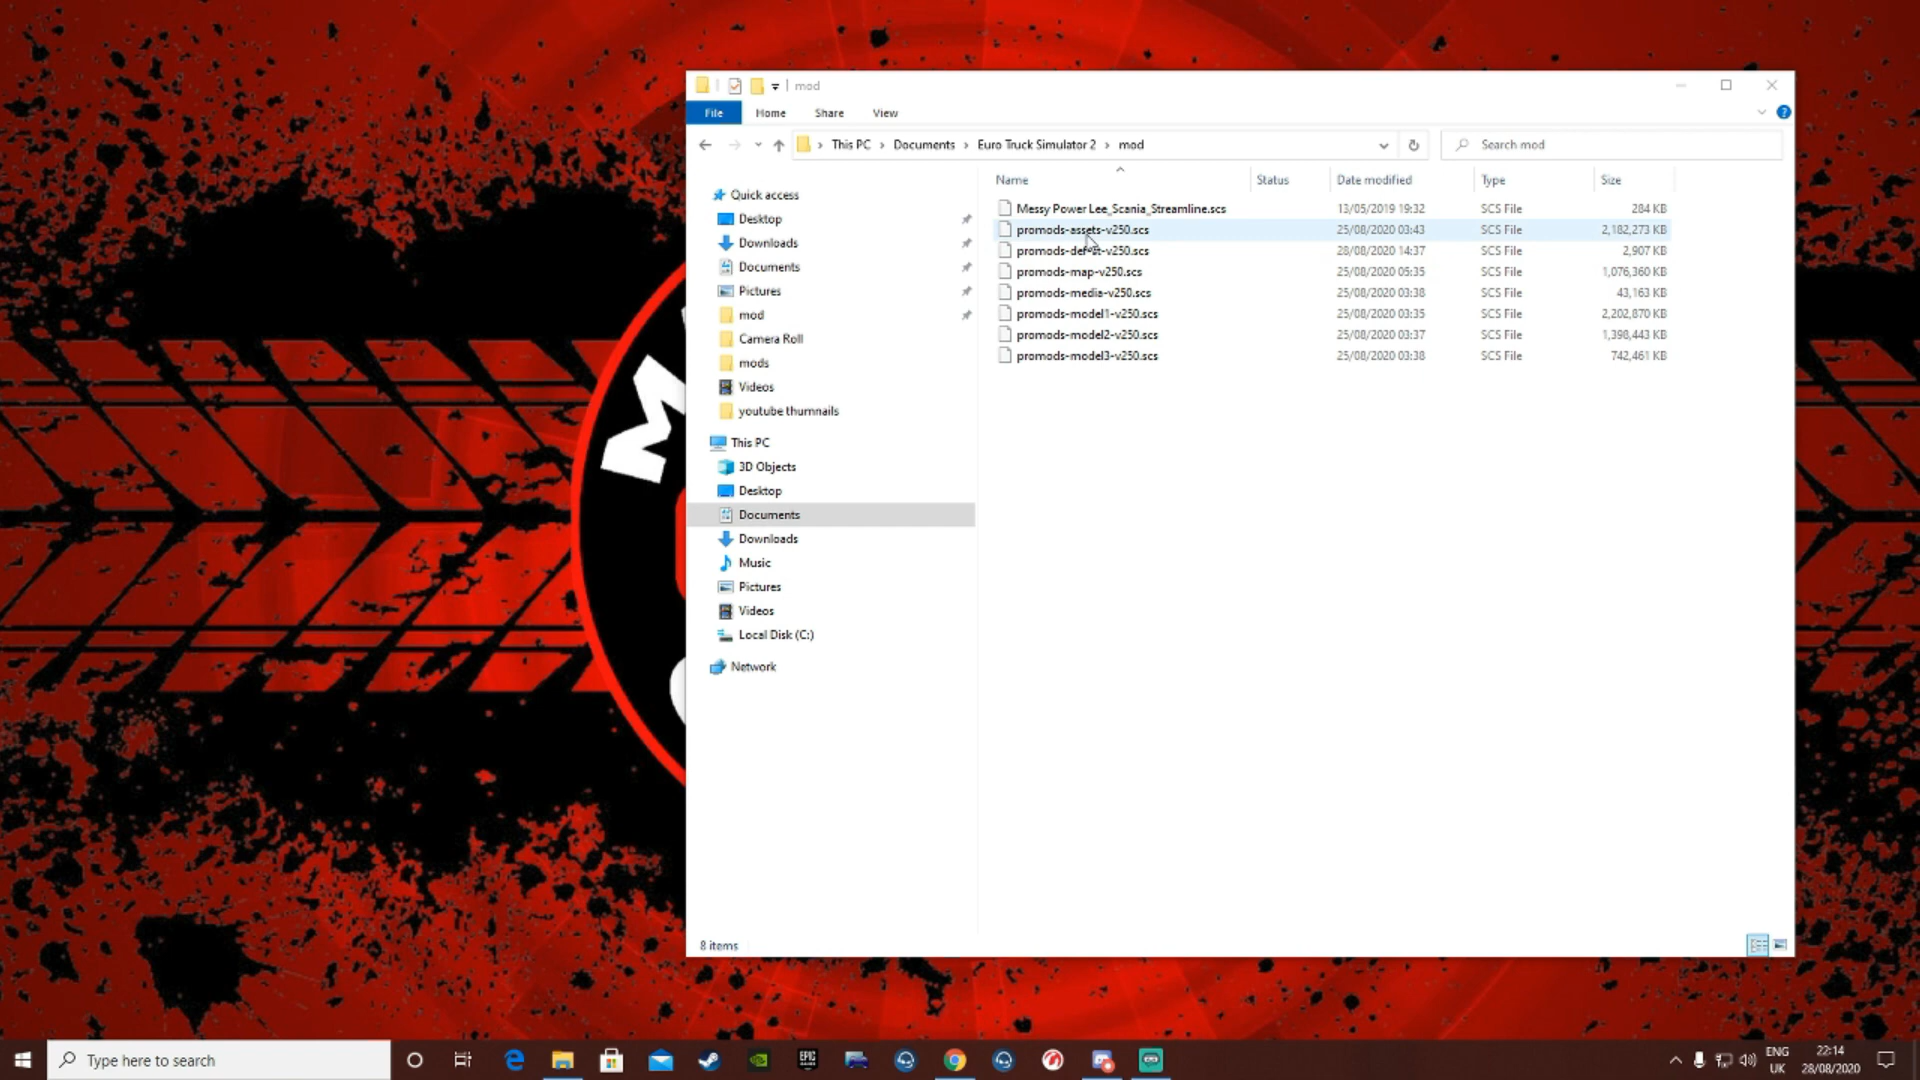 mod
File Home Share View
This PC Documents Euro Truck Simulator 2 mod
Search mod
Name Status Date modified Type Size
Messy Power Lee_Scania_Streamline.scs 13/05/2019 19:32 SCS File 284 KB
promods-assets-v250.scs 25/08/2020 03:43 SCS File 2,182,273 KB
28/08/2020 14:37 SCS File 2,907 KB
promods-map-v250.scs 25/08/2020 05:35 SCS File 1,076,360 KB
promods-media-v250.scs 25/08/2020 03:38 SCS File 43,163 KB
promods-model1-v250.scs 25/08/2020 03:35 SCS File 2,202,870 KB
promods-model2-v250.scs 25/08/2020 03:37 SCS File 1,398,443 KB
promods-model3-v250.scs 25/08/2020 03:38 SCS File 742,461 KB
Quick access
Desktop
Downloads
Documents
Pictures
mod
Camera Roll
mods
Videos
youtube thumnails
This PC
3D Objects
Desktop
Documents
Downloads
Music
Pictures
Videos
Local Disk (C:)
Network
8 items
M
Type here to search
EPIC
ENG
UK
22:14
28/08/2020